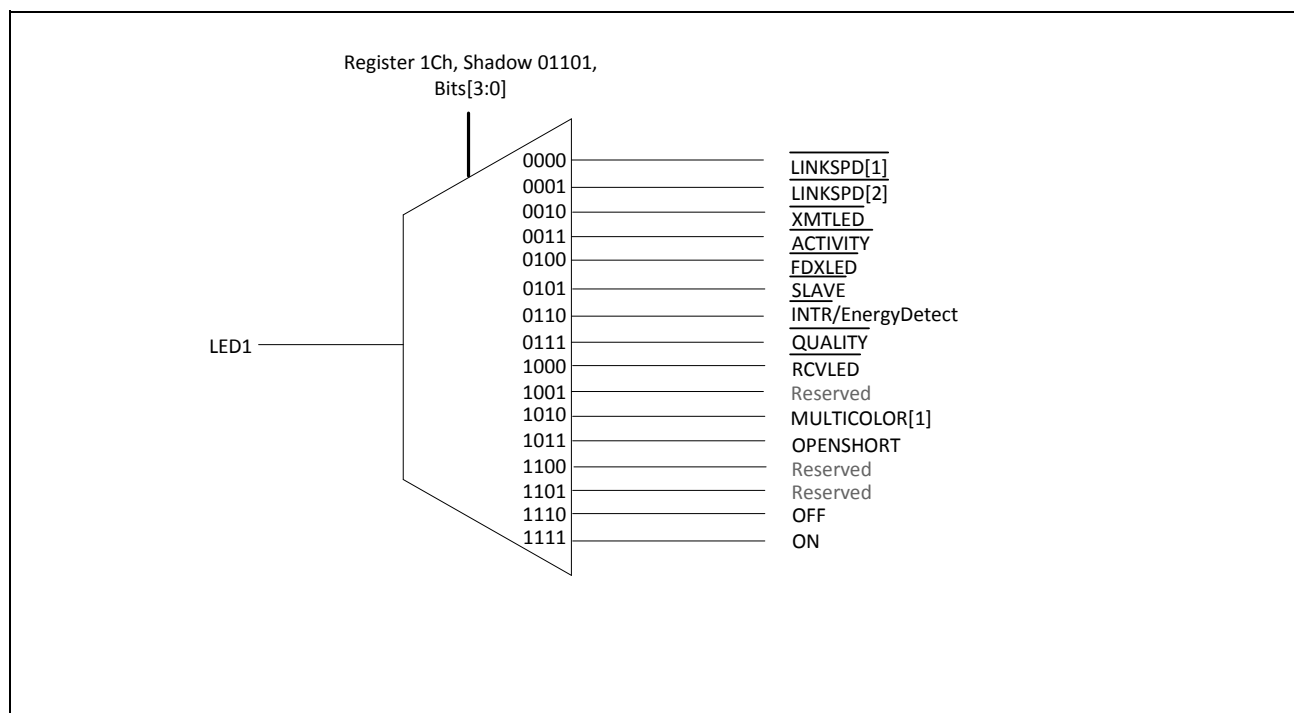 Register 1Ch, Shadow 01101,
Bits[3:0]
0000 LINKSPD[1]
0001 LINKSPD[2]
0010 XMTLED
0011 ACTIVITY
0100 FDXLED
0101 SLAVE
0110 INTR/EnergyDetect
0111 QUALITY
LED1
1000 RCVLED
1001 Reserved
1010 MULTICOLOR[1]
1011 OPENSHORT
1100 Reserved
1101 Reserved
1110 OFF
1111 ON